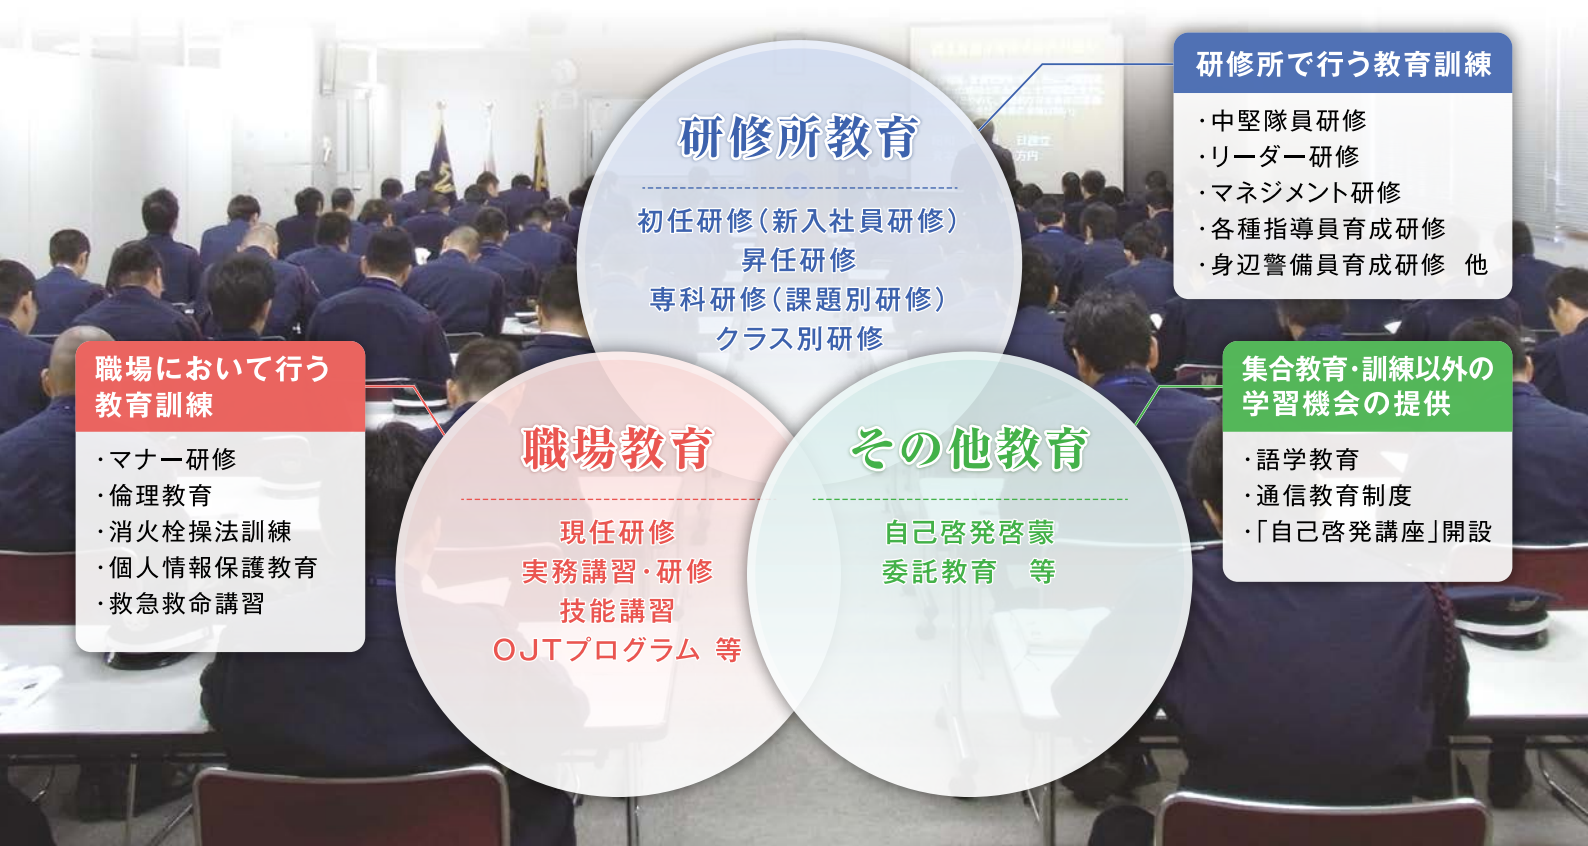 研修所教育
初任研修（新入社員研修）
昇任研修
専科研修（課題別研修）
クラス別研修
研修所で行う教育訓練
・中堅隊員研修
・リーダー研修
・マネジメント研修
・各種指導員育成研修
・身辺警備員育成研修　他
職場において行う
教育訓練
・マナー研修
・倫理教育
・消火栓操法訓練
・個人情報保護教育
・救急救命講習
職場教育
現任研修
実務講習・研修
技能講習
OJTプログラム 等
その他教育
自己啓発啓蒙
委託教育　等
集合教育・訓練以外の
学習機会の提供
・語学教育
・通信教育制度
・「自己啓発講座」開設